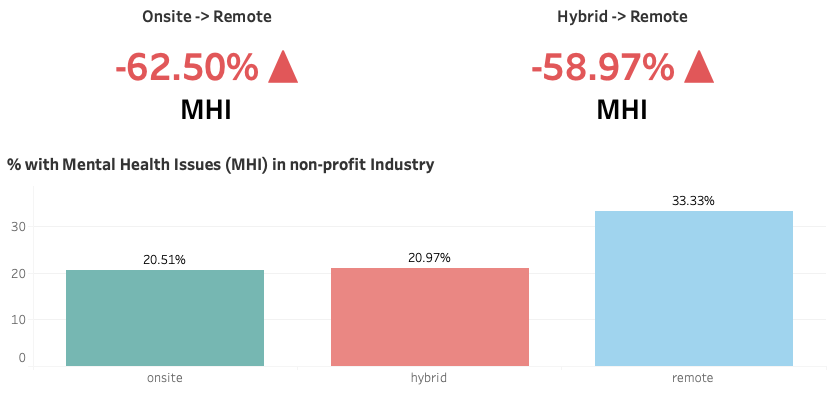 Onsite -> Remote
Hybrid -> Remote
-62.50% ▲
-58.97% ▲
MHI
MHI
% with Mental Health Issues (MHI) in non-profit Industry
30
20
10
0
20.51%
20.97%
33.33%
onsite
hybrid
remote